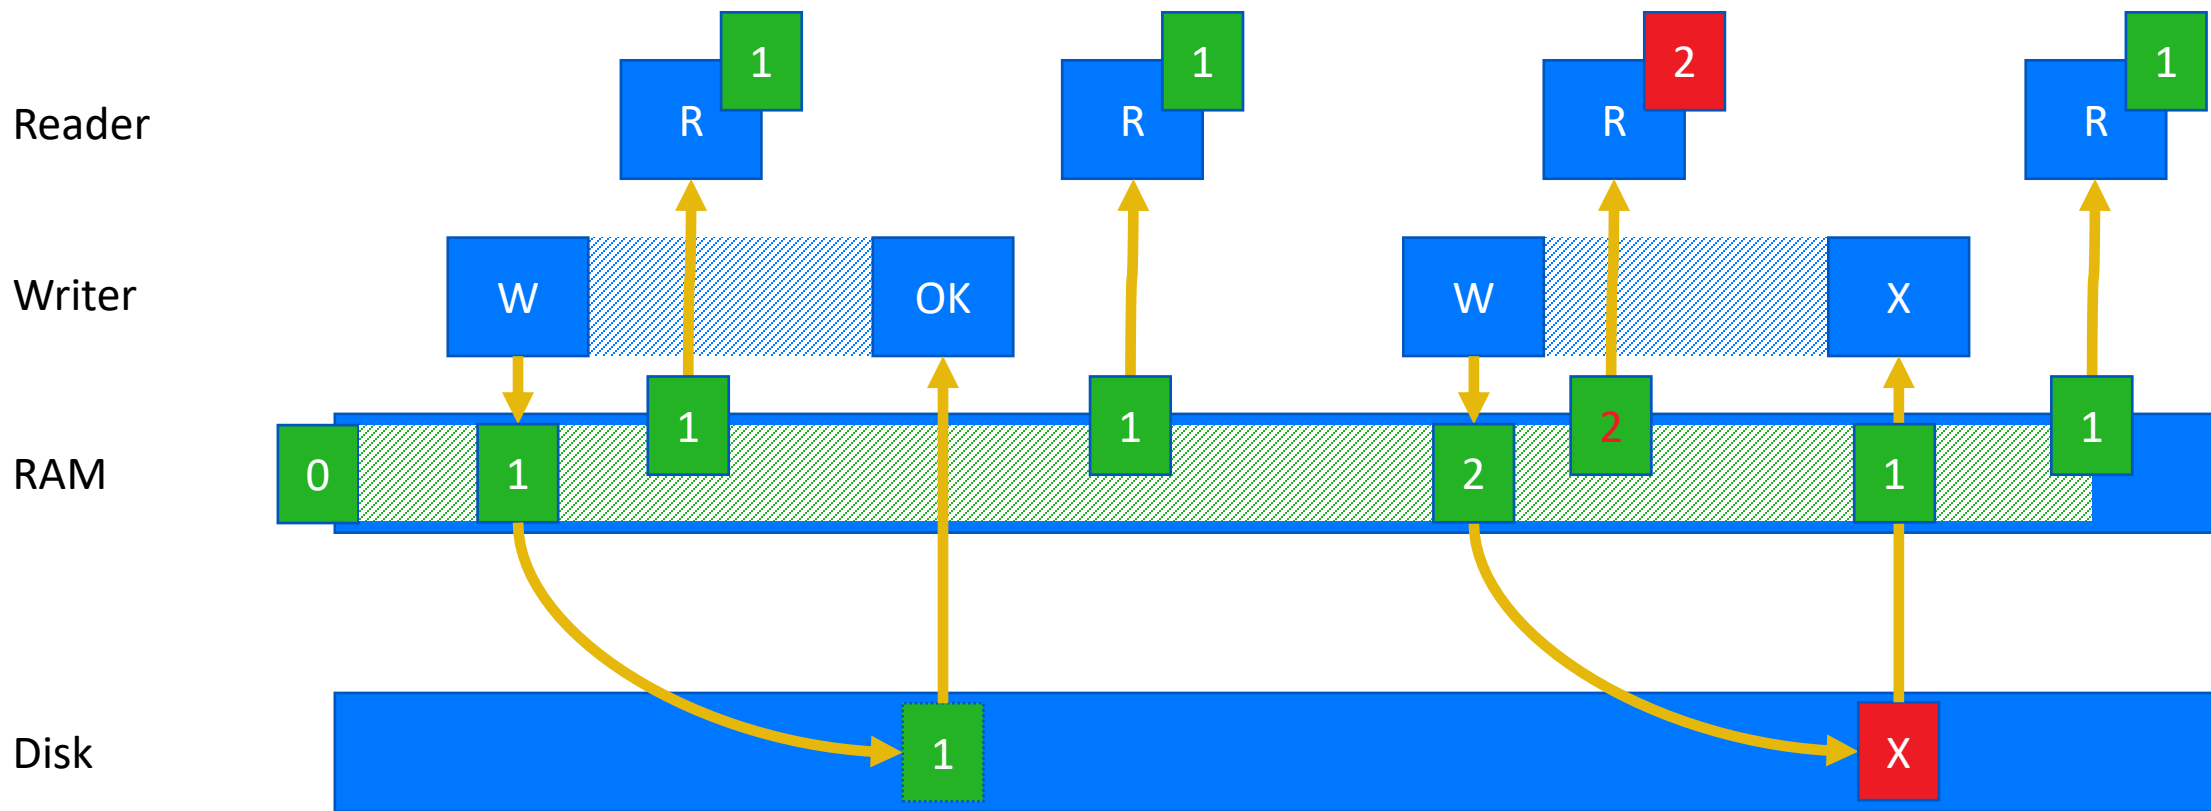 1 1 2 1
Reader R R R R
Writer W OK W X
1 1 2 1
RAM 0 1 2 1
Disk 1 X